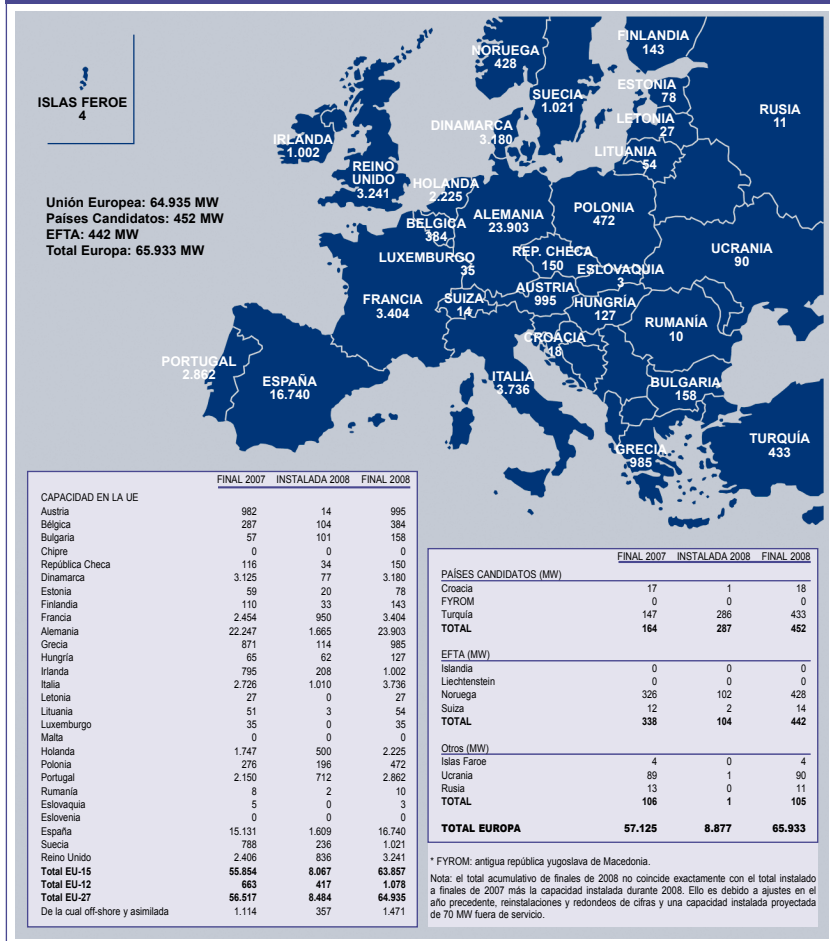 ISLAS FEROE
4
NORUEGA
428
FINLANDIA
143
SUECIA
1.021
ESTONIA
78
LETONIA
27
LITUANIA
54
RUSIA
11
DINAMARCA
3.180
IRLANDA
1.002
REINO
UNIDO
3.241
HOLANDA
2.225
BELGICA
384
LUXEMBURGO
35
ALEMANIA
23.903
POLONIA
472
REP. CHECA
150
ESLOVAQUIA
3
UCRANIA
90
AUSTRIA
995
HUNGRÍA
127
RUMANÍA
10
FRANCIA
3.404
SUIZA
14
CROACIA
18
PORTUGAL
2.862
ESPAÑA
16.740
ITALIA
3.736
BULGARIA
158
GRECIA
985
TURQUÍA
433
Unión Europea: 64.935 MW
Países Candidatos: 452 MW
EFTA: 442 MW
Total Europa: 65.933 MW
FINAL 2007 INSTALADA 2008 FINAL 2008
CAPACIDAD EN LA UE
Austria 982 14 995
Bélgica 287 104 384
Bulgaria 57 101 158
Chipre 0 0 0
República Checa 116 34 150
Dinamarca 3.125 77 3.180
Estonia 59 20 78
Finlandia 110 33 143
Francia 2.454 950 3.404
Alemania 22.247 1.665 23.903
Grecia 871 114 985
Hungría 65 62 127
Irlanda 795 208 1.002
Italia 2.726 1.010 3.736
Letonia 27 0 27
Lituania 51 3 54
Luxemburgo 35 0 35
Malta 0 0 0
Holanda 1.747 500 2.225
Polonia 276 196 472
Portugal 2.150 712 2.862
Rumanía 8 2 10
Eslovaquia 5 0 3
Eslovenia 0 0 0
España 15.131 1.609 16.740
Suecia 788 236 1.021
Reino Unido 2.406 836 3.241
Total EU-15 55.854 8.067 63.857
Total EU-12 663 417 1.078
Total EU-27 56.517 8.484 64.935
De la cual off-shore y asimilada 1.114 357 1.471
FINAL 2007 INSTALADA 2008 FINAL 2008
PAÍSES CANDIDATOS (MW)
Croacia 17 1 18
FYROM 0 0 0
Turquía 147 286 433
TOTAL 164 287 452
EFTA (MW)
Islandia 0 0 0
Liechtenstein 0 0 0
Noruega 326 102 428
Suiza 12 2 14
TOTAL 338 104 442
Otros (MW)
Islas Faroe 4 0 4
Ucrania 89 1 90
Rusia 13 0 11
TOTAL 106 1 105
TOTAL EUROPA 57.125 8.877 65.933
* FYROM: antigua república yugoslava de Macedonia.
Nota: el total acumulativo de finales de 2008 no coincide exactamente con el total instalado
a finales de 2007 más la capacidad instalada durante 2008. Ello es debido a ajustes en el
año precedente, reinstalaciones y redondeos de cifras y una capacidad instalada proyectada
de 70 MW fuera de servicio.